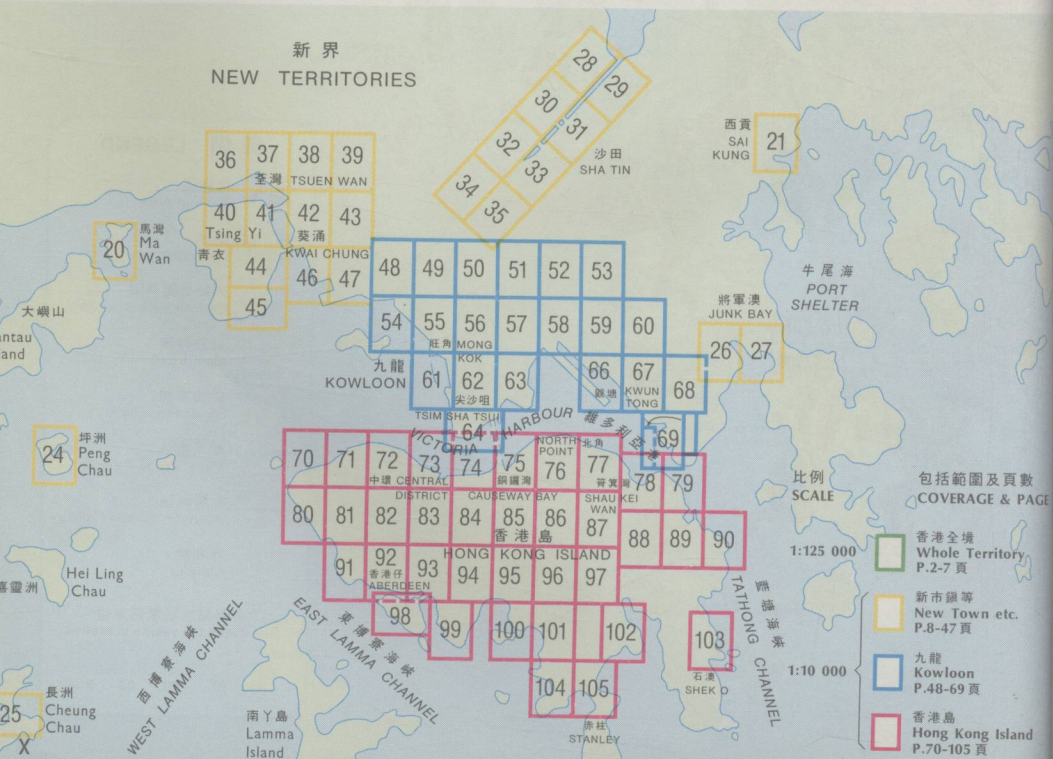 新界
NEW TERRITORIES
28
29
30
31
32
33
34
35
沙田
SHA TIN
西貢
SAI
KUNG
21
36
37
38
39
荃灣 TSUEN WAN
40
41
42
43
Tsing Yi
葵涌
青衣
KWAI CHUNG
44
46
47
45
20
馬灣
Ma
Wan
大嶼山
48
49
50
51
52
53
54
55
56
57
58
59
60
旺角 MONG
KOK
九龍
KOWLOON
61
62
63
尖沙咀
TSIM SHA TSUI
66
67
觀塘
KWUN
TONG
68
64
69
牛尾海
PORT
SHELTER
將軍澳
JUNK BAY
26
27
VICTORIA HARBOUR 維多利亞港
24
坪洲
Peng
Chau
70
71
72
73
74
75
76
77
78
79
NORTH 北角
POINT
中環 CENTRAL
DISTRICT
銅鑼灣
CAUSEWAY BAY
筲箕灣
SHAU KEI
WAN
80
81
82
83
84
85
86
87
88
89
90
香港島
HONG KONG ISLAND
91
92
93
94
95
96
97
香港仔
ABERDEEN
98
99
100
101
102
103
石澳
SHEK O
104
105
赤柱
STANLEY
Hei Ling
Chau
西博寮海峽
WEST LAMMA CHANNEL
東博寮海峽
EAST LAMMA CHANNEL
藍塘海峽
TATHONG CHANNEL
25
長洲
Cheung
Chau
X
南丫島
Lamma
Island
比例
SCALE
包括範圍及頁數
COVERAGE & PAGE
1:125 000
香港全境
Whole Territory
P.2-7 頁
新市鎮等
New Town etc.
P.8-47 頁
1:10 000
九龍
Kowloon
P.48-69 頁
香港島
Hong Kong Island
P.70-105 頁